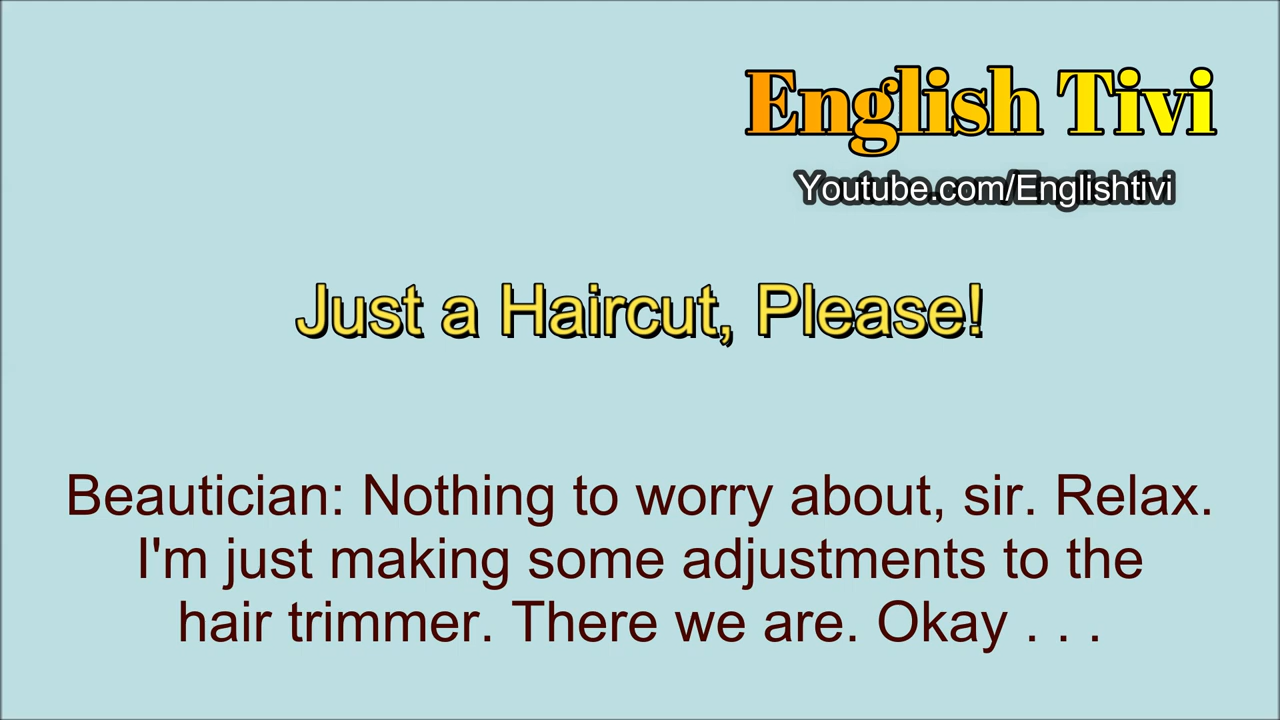 English Tivi
Youtube.com/Englishtivi
Just a Haircut, Please!
Beautician: Nothing to worry about, sir. Relax.
I'm just making some adjustments to the
hair trimmer. There we are. Okay . . .